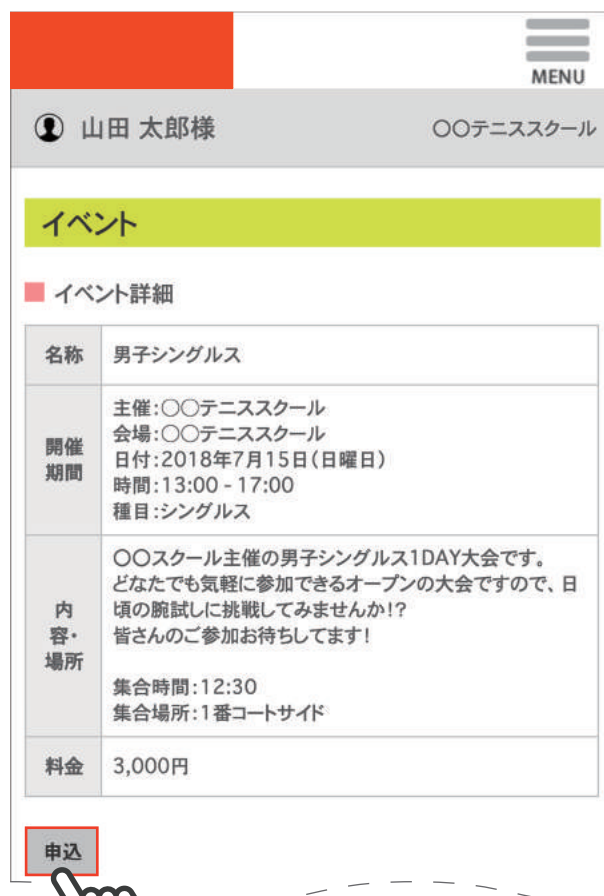 MENU
山田 太郎様
〇〇テニススクール
イベント
イベント詳細
名称
男子シングルス
開催
期間
主催:〇〇テニススクール
会場:〇〇テニススクール
日付:2018年7月15日(日曜日)
時間:13:00 - 17:00
種目:シングルス
内
容・
場所
〇〇スクール主催の男子シングルス1DAY大会です。
どなたでも気軽に参加できるオープンの大会ですので、日
頃の腕試しに挑戦してみませんか!?
皆さんのご参加お待ちしてます!
集合時間:12:30
集合場所:1番コートサイド
料金
3,000円
申込